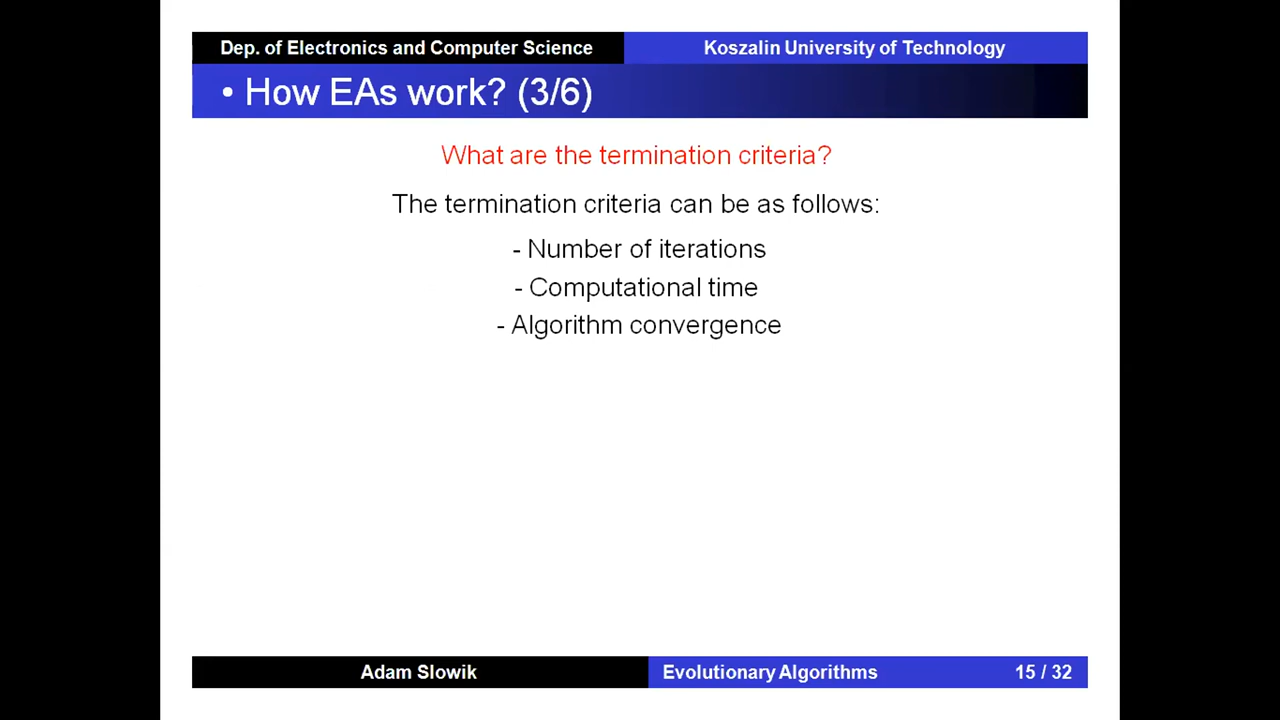 Dep. of Electronics and Computer Science
Koszalin University of Technology
• How EAs work? (3/6)
What are the termination criteria?
The termination criteria can be as follows:
- Number of iterations
- Computational time
- Algorithm convergence
Adam Slowik
Evolutionary Algorithms
15 / 32